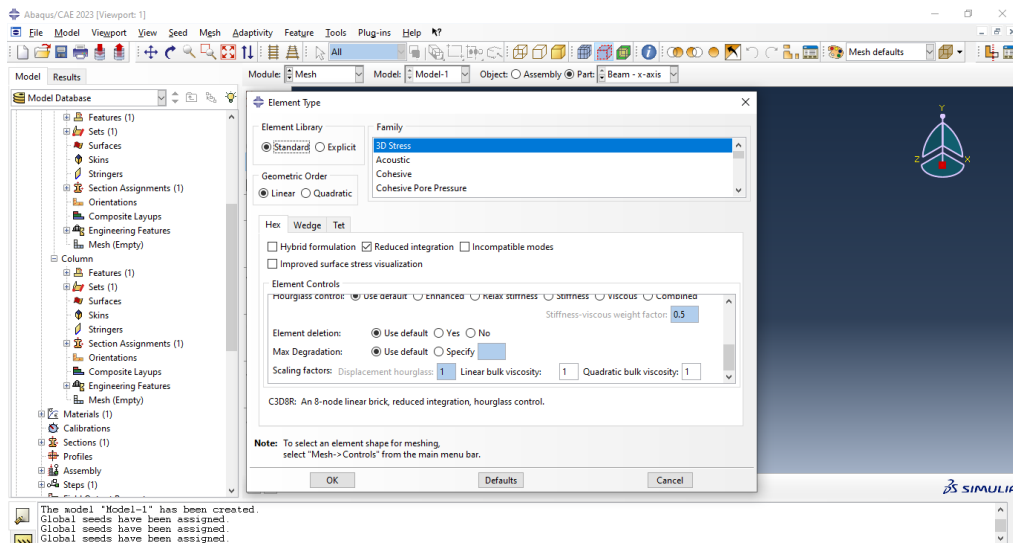 Abaqus/CAE 2023 [Viewport: 1]
File Model Viewport View Seed Mesh Adaptivity Feature Tools Plug-ins Help
All
Mesh defaults
Model Results
Module: Mesh Model: Model-1 Object: Assembly Part: Beam - x-axis
Model Database
Features (1)
Sets (1)
Surfaces
Skins
Stringers
Section Assignments (1)
Orientations
Composite Layups
Engineering Features
Mesh (Empty)
Column
Features (1)
Sets (1)
Surfaces
Skins
Stringers
Section Assignments (1)
Orientations
Composite Layups
Engineering Features
Mesh (Empty)
Materials (1)
Calibrations
Sections (1)
Profiles
Assembly
Steps (1)
Element Type
Element Library
Standard Explicit
Geometric Order
Linear Quadratic
Family
3D Stress
Acoustic
Cohesive
Cohesive Pore Pressure
Hex Wedge Tet
Hybrid formulation Reduced integration Incompatible modes
Improved surface stress visualization
Element Controls
Hourglass control: Use default Enhanced Relax stiffness Stiffness Viscous Combined
Stiffness-viscous weight factor: 0.5
Element deletion: Use default Yes No
Max Degradation: Use default Specify
Scaling factors: Displacement hourglass: 1 Linear bulk viscosity: 1 Quadratic bulk viscosity: 1
C3D8R: An 8-node linear brick, reduced integration, hourglass control.
Note: To select an element shape for meshing,
select "Mesh->Controls" from the main menu bar.
OK Defaults Cancel
Y
Z X
SIMULIA
The model "Model-1" has been created.
Global seeds have been assigned.
Global seeds have been assigned.
Global seeds have been assigned.